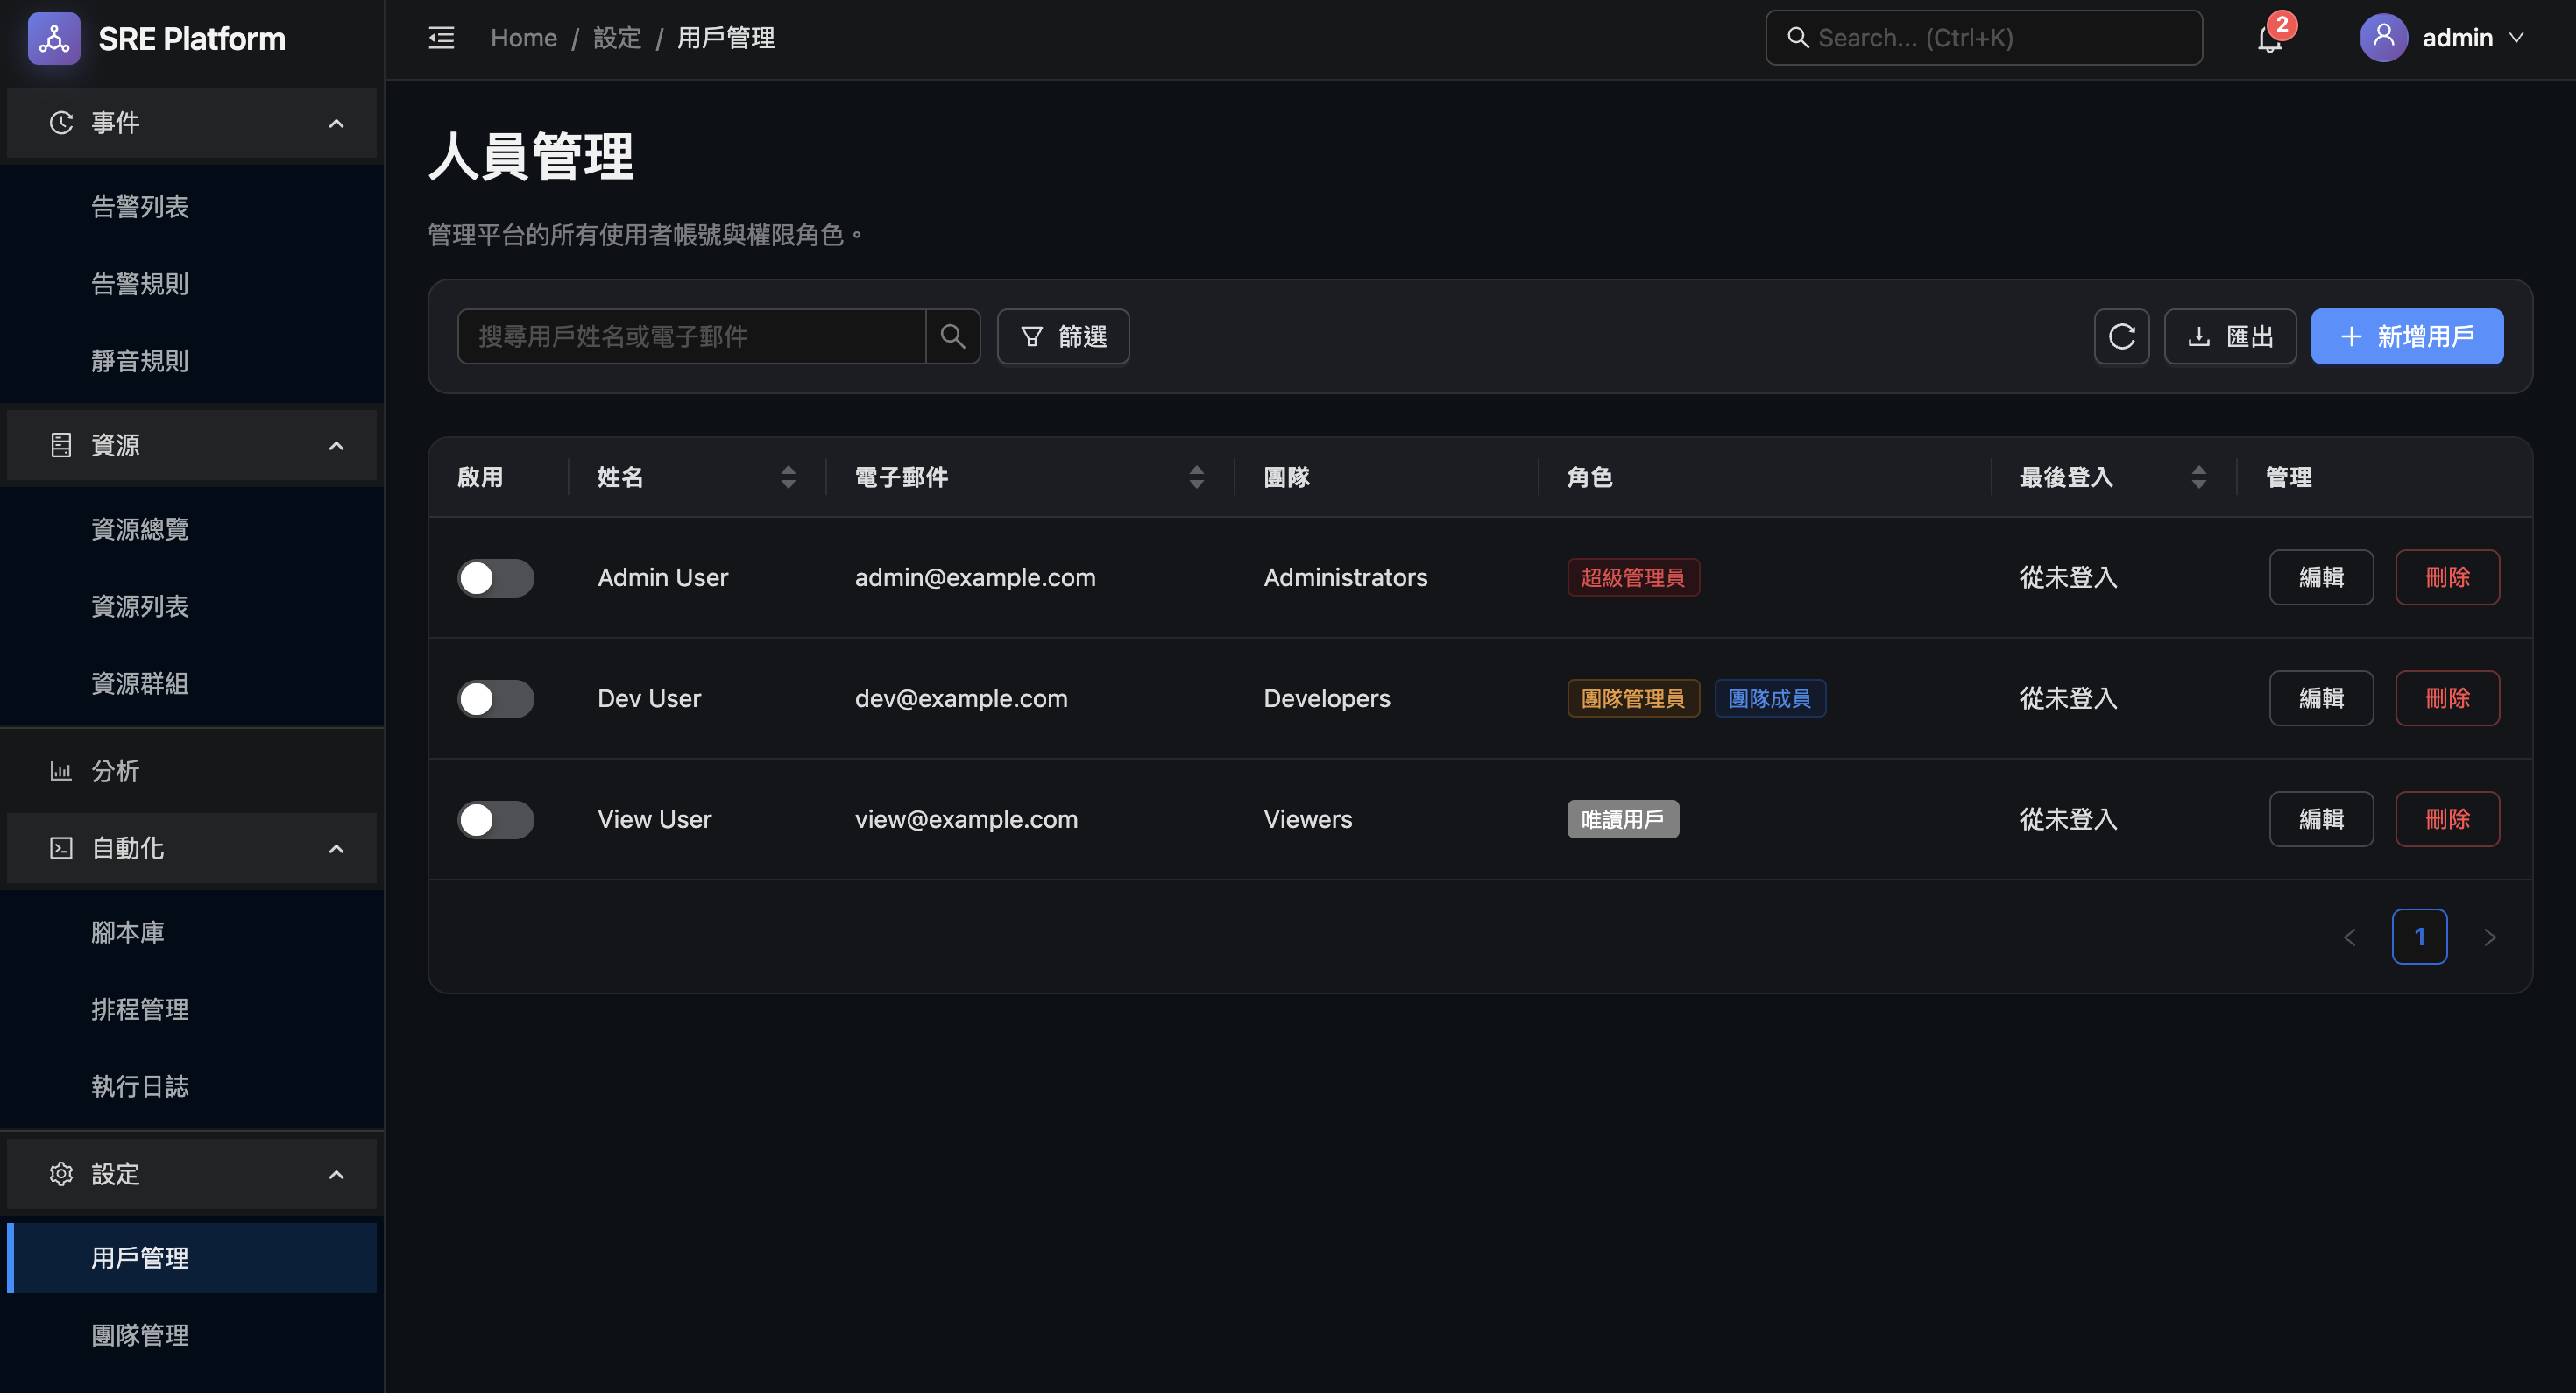 SRE Platform
Home / 設定 / 用戶管理
Search... (Ctrl+K)
2
admin
事件
告警列表
告警規則
靜音規則
資源
資源總覽
資源列表
資源群組
分析
自動化
腳本庫
排程管理
執行日誌
設定
用戶管理
團隊管理
人員管理
管理平台的所有使用者帳號與權限角色。
搜尋用戶姓名或電子郵件
篩選
匯出
新增用戶
啟用 姓名 電子郵件 團隊 角色 最後登入 管理
Admin User admin@example.com Administrators 超級管理員 從未登入 編輯 刪除
Dev User dev@example.com Developers 團隊管理員 團隊成員 從未登入 編輯 刪除
View User view@example.com Viewers 唯讀用戶 從未登入 編輯 刪除
1